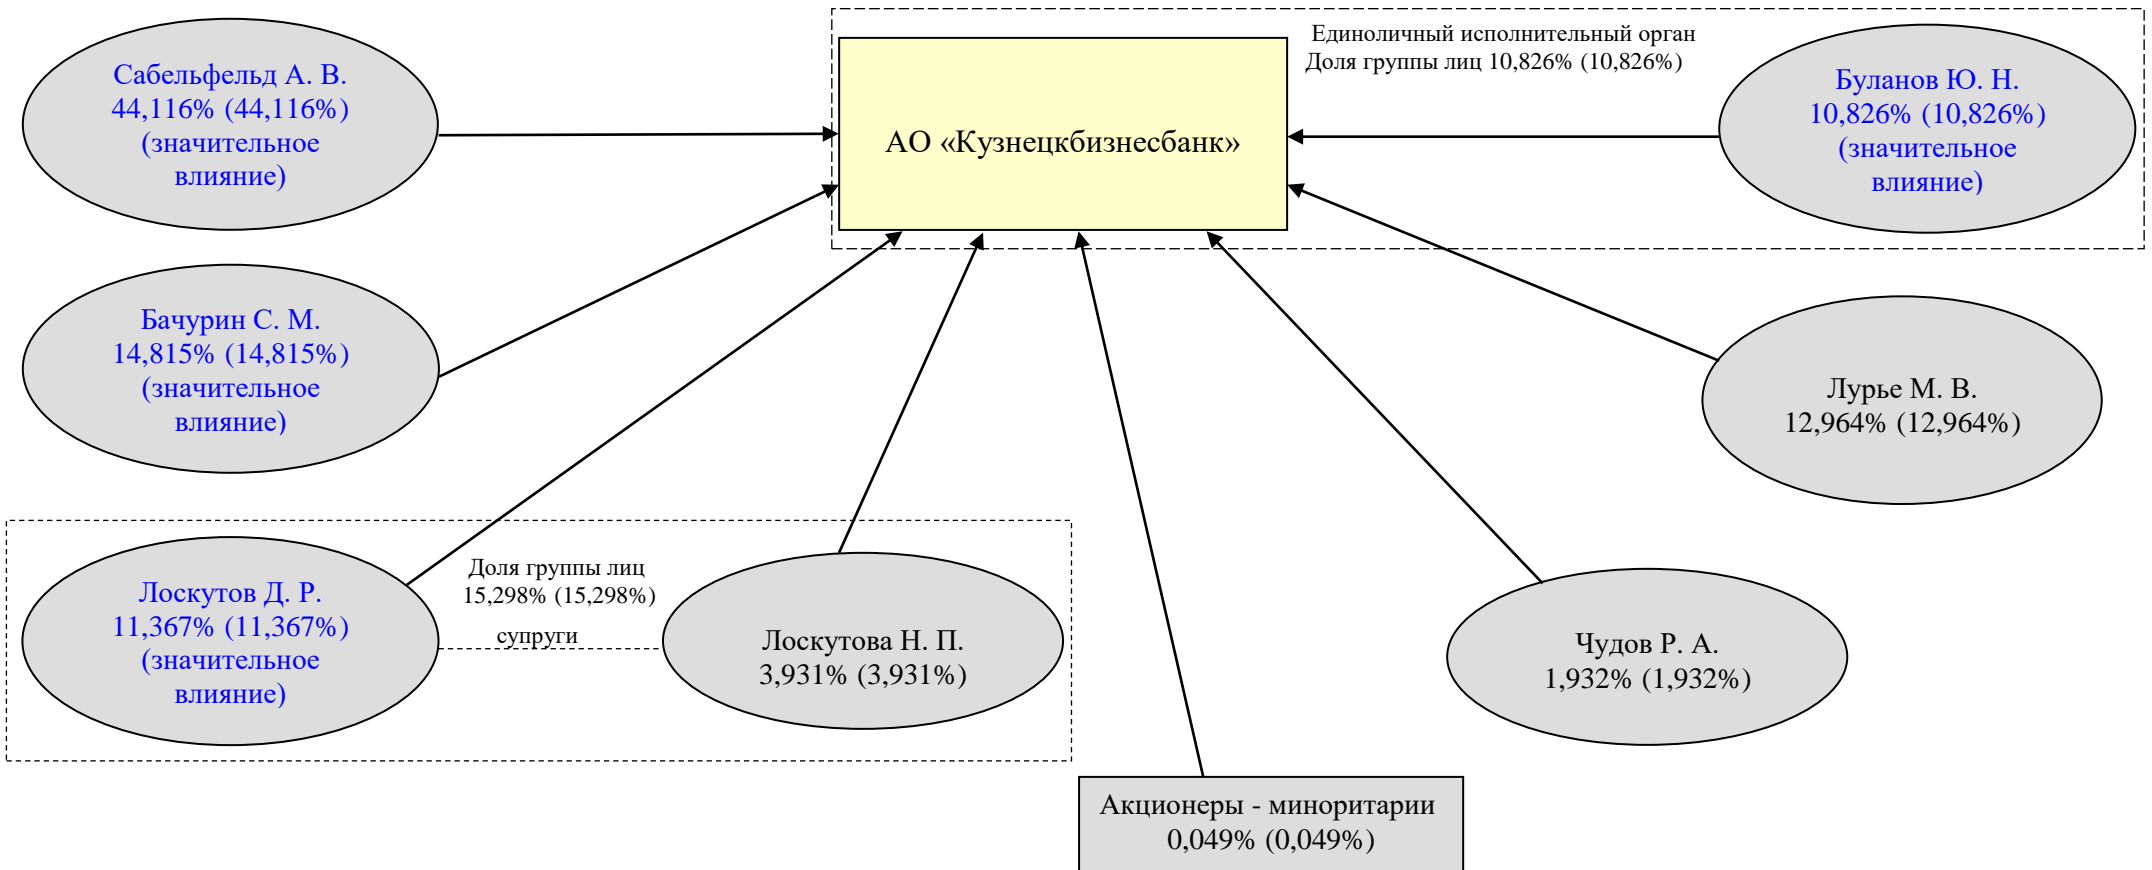 Сабельфельд А. В.
44,116% (44,116%)
(значительное
влияние)
АО «Кузнецкбизнесбанк»
Единоличный исполнительный орган
Доля группы лиц 10,826% (10,826%)
Буланов Ю. Н.
10,826% (10,826%)
(значительное
влияние)
Бачурин С. М.
14,815% (14,815%)
(значительное
влияние)
Лурье М. В.
12,964% (12,964%)
Лоскутов Д. Р.
11,367% (11,367%)
(значительное
влияние)
Доля группы лиц
15,298% (15,298%)
супруги
Лоскутова Н. П.
3,931% (3,931%)
Чудов Р. А.
1,932% (1,932%)
Акционеры - миноритарии
0,049% (0,049%)